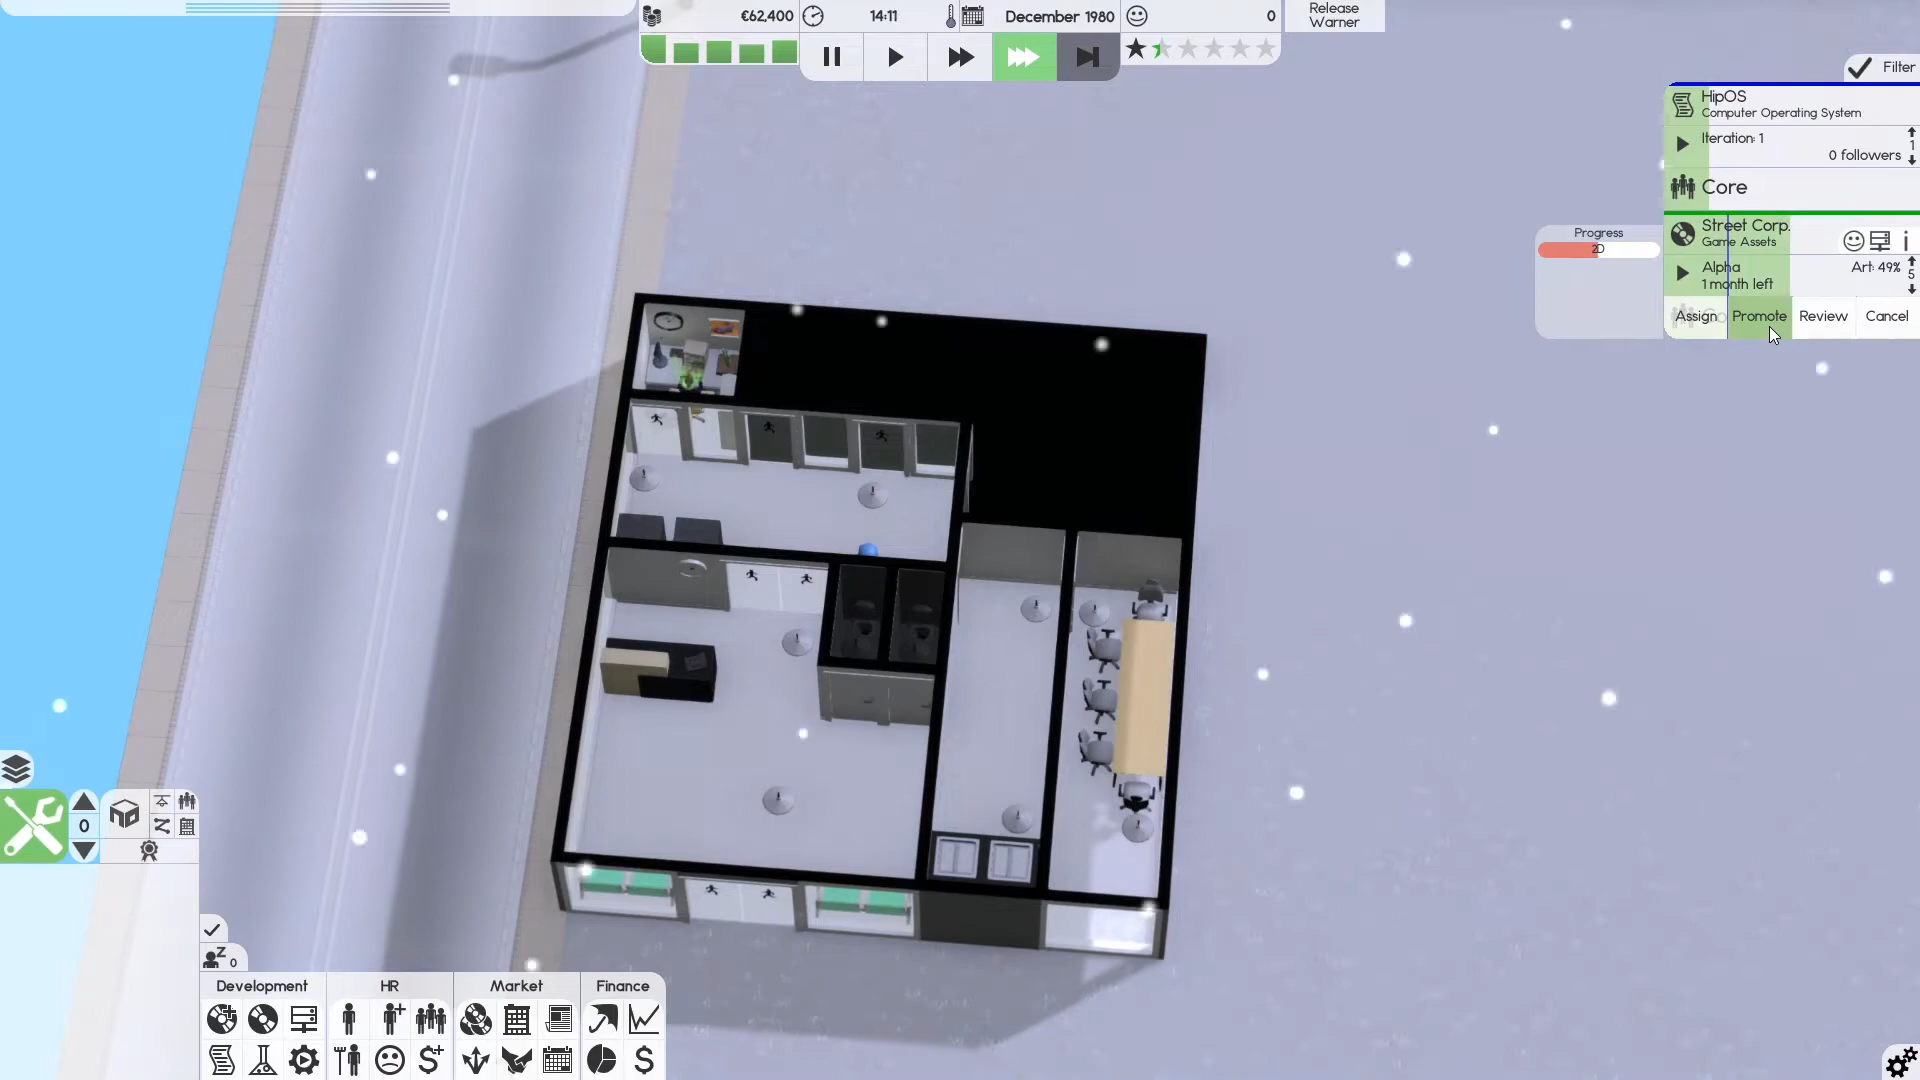 €62,400
14:11
December 1980
0
Release
Warner
Filter
HipOS
Computer Operating System
Iteration: 1
1
0 followers
Core
Progress
2D
Street Corp.
Game Assets
Alpha
Art: 49%
5
1 month left
Assign
Promote
Review
Cancel
0
Z
0
Development
HR
Market
Finance